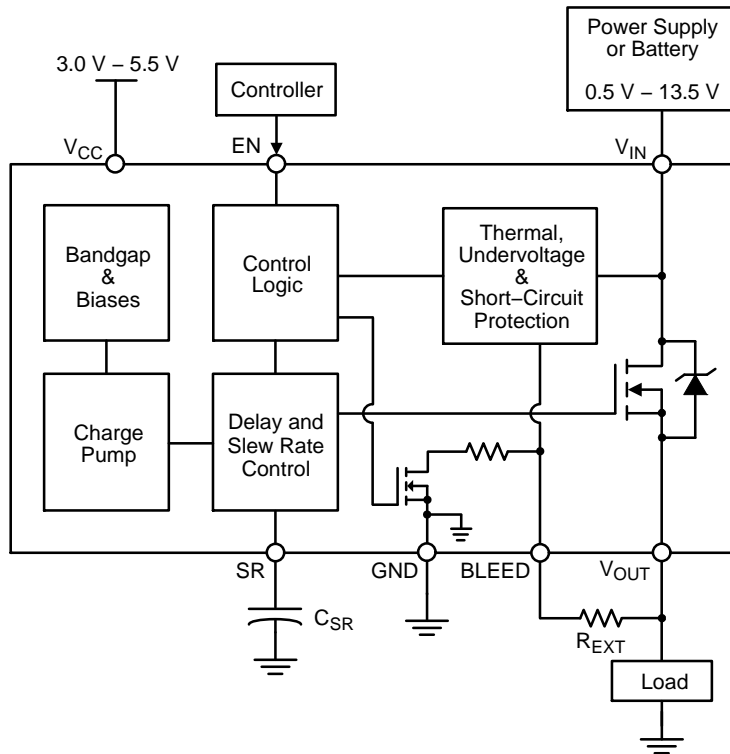 Power Supply
or Battery
0.5 V – 13.5 V
3.0 V – 5.5 V
Controller
VCC
EN
VIN
Bandgap
&
Biases
Control
Logic
Thermal,
Undervoltage
&
Short–Circuit
Protection
Charge
Pump
Delay and
Slew Rate
Control
SR
GND
BLEED
VOUT
CSR
REXT
Load